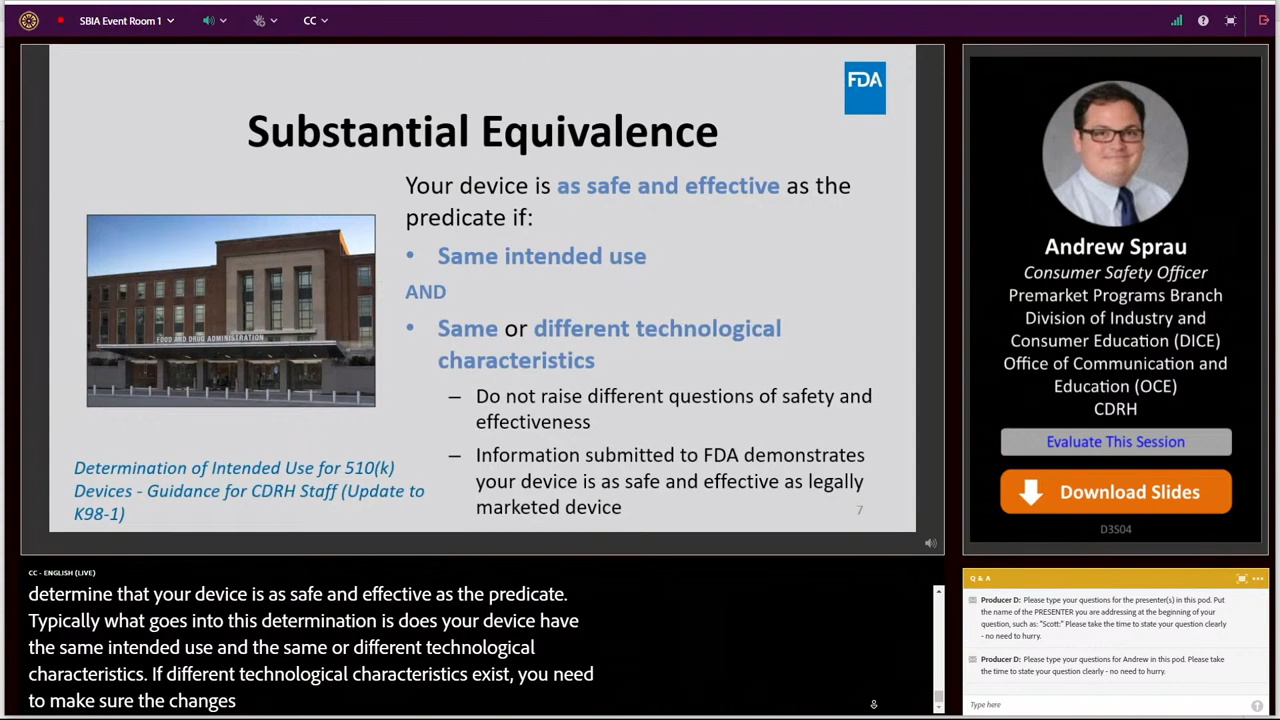 SBIA Event Room 1
CC
FDA
Substantial Equivalence
Your device is as safe and effective as the
predicate if:
• Same intended use
AND
• Same or different technological
characteristics
– Do not raise different questions of safety and
effectiveness
– Information submitted to FDA demonstrates
your device is as safe and effective as legally
marketed device
7
FOOD AND DRUG ADMINISTRATION
Determination of Intended Use for 510(k)
Devices - Guidance for CDRH Staff (Update to
K98-1)
Andrew Sprau
Consumer Safety Officer
Premarket Programs Branch
Division of Industry and
Consumer Education (DICE)
Office of Communication and
Education (OCE)
CDRH
Evaluate This Session
Download Slides
D3S04
CC - ENGLISH (LIVE)
determine that your device is as safe and effective as the predicate.
Typically what goes into this determination is does your device have
the same intended use and the same or different technological
characteristics. If different technological characteristics exist, you need
to make sure the changes
Q & A
Producer D: Please type your questions for the presenter(s) in this pod. Put
the name of the PRESENTER you are addressing at the beginning of your
question, such as: "Scott:" Please take the time to state your question clearly
- no need to hurry.
Producer D: Please type your questions for Andrew in this pod. Please take
the time to state your question clearly - no need to hurry.
Type here